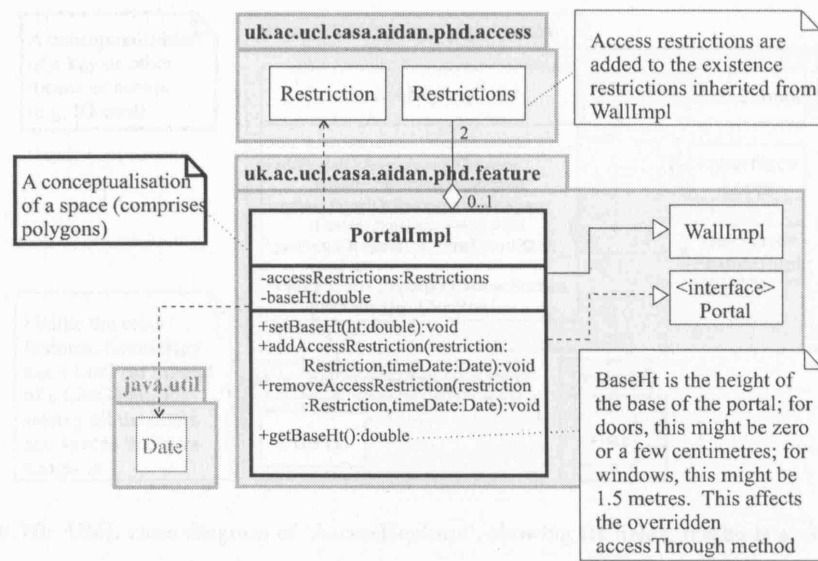 uk.ac.ucl.casa.aidan.phd.access
Restriction
Restrictions
Access restrictions are
added to the existence
restrictions inherited from
WallImpl
2
A conceptualisation
of a space (comprises
polygons)
uk.ac.ucl.casa.aidan.phd.feature
0..1
PortalImpl
-accessRestrictions:Restrictions
-baseHt:double
+setBaseHt(ht:double):void
+addAccessRestriction(restriction:
Restriction,timeDate:Date):void
+removeAccessRestriction(restriction
:Restriction,timeDate:Date):void
+getBaseHt():double
WallImpl
<interface>
Portal
java.util
Date
BaseHt is the height of
the base of the portal; for
doors, this might be zero
or a few centimetres; for
windows, this might be
1.5 metres. This affects
the overridden
accessThrough method